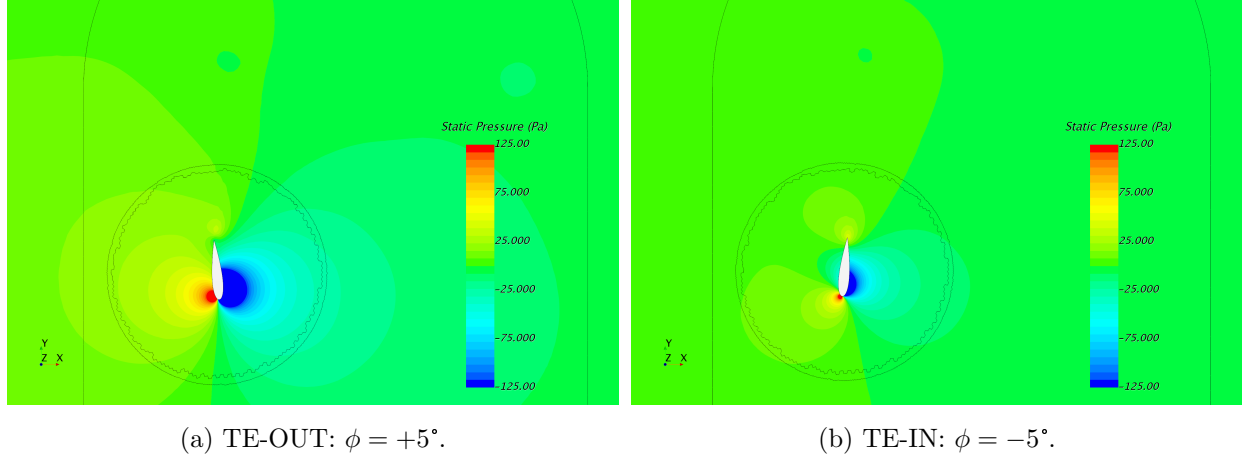 Static Pressure (Pa)
125.00
75.000
25.000
-25.000
-75.000
-125.00
Y
Z X
(a) TE-OUT: ϕ = +5°.
Static Pressure (Pa)
125.00
75.000
25.000
-25.000
-75.000
-125.00
Y
Z X
(b) TE-IN: ϕ = −5°.